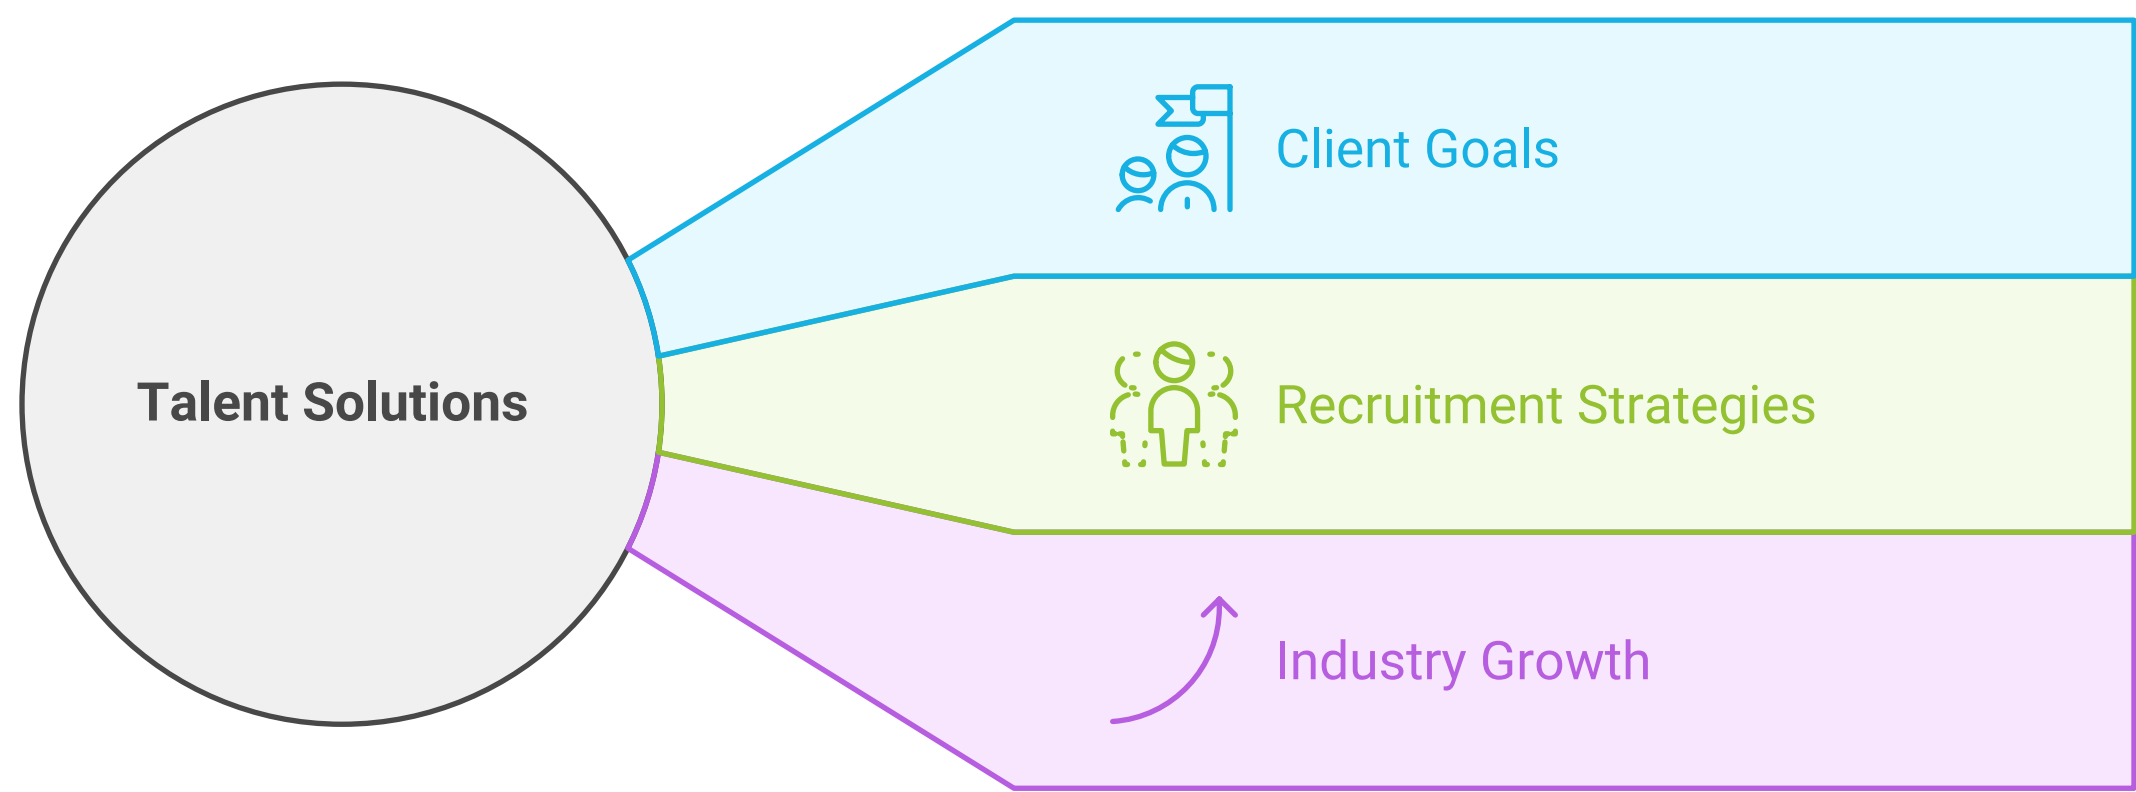 Talent Solutions
Client Goals
Recruitment Strategies
Industry Growth